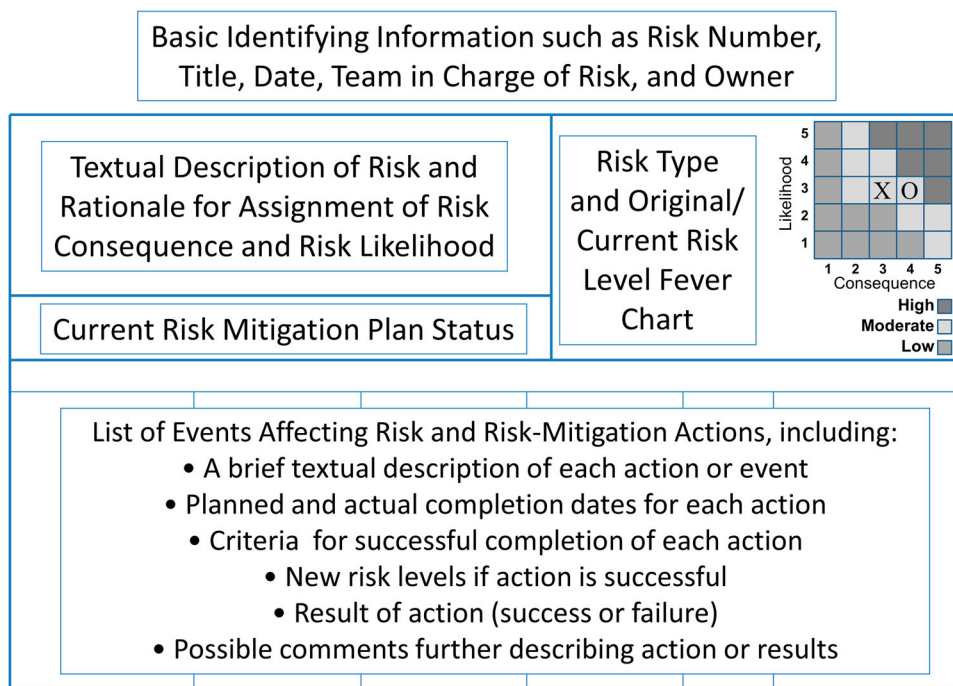 Basic Identifying Information such as Risk Number,
Title, Date, Team in Charge of Risk, and Owner
Textual Description of Risk and
Rationale for Assignment of Risk
Consequence and Risk Likelihood
Current Risk Mitigation Plan Status
Risk Type
and Original/
Current Risk
Level Fever
Chart
Likelihood
5
4
3 X O
2
1
1 2 3 4 5
Consequence
High
Moderate
Low
List of Events Affecting Risk and Risk-Mitigation Actions, including:
• A brief textual description of each action or event
• Planned and actual completion dates for each action
• Criteria  for successful completion of each action
• New risk levels if action is successful
• Result of action (success or failure)
• Possible comments further describing action or results